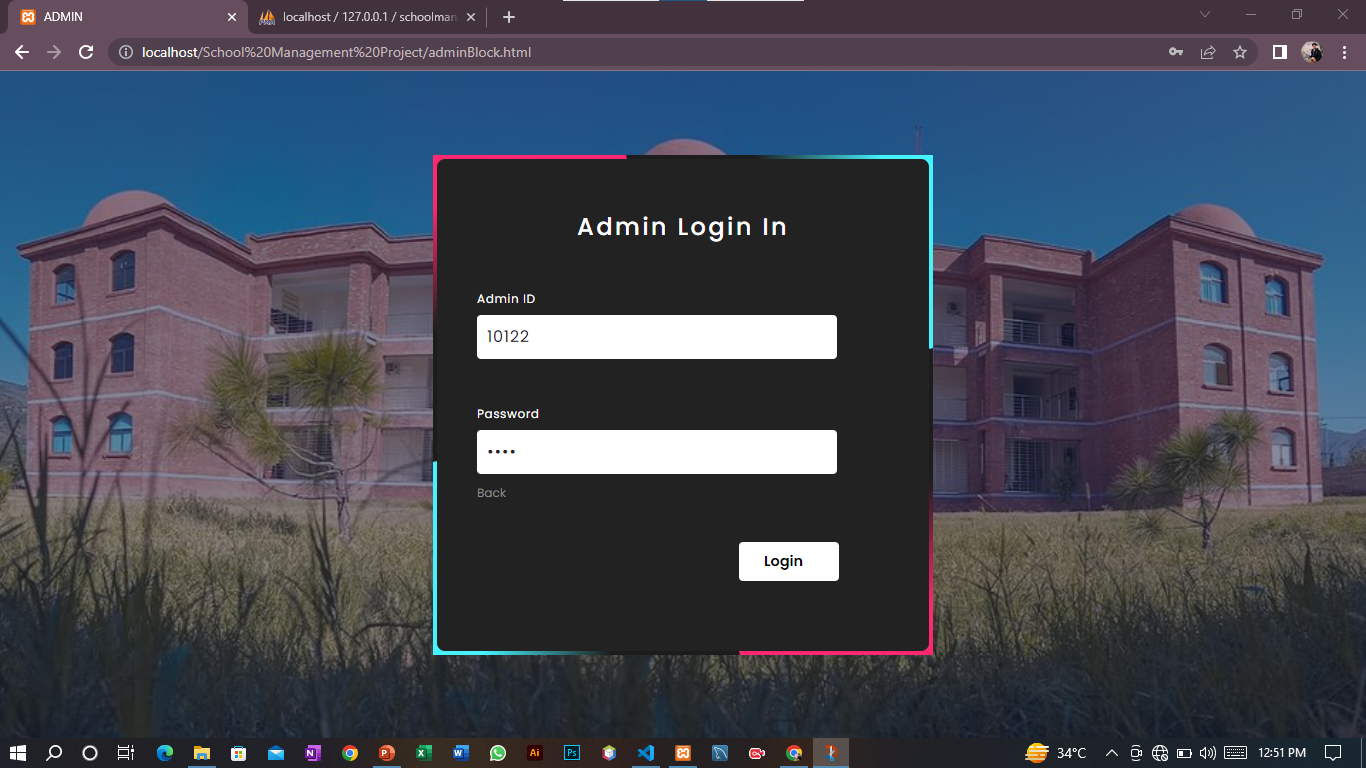 ADMIN
localhost / 127.0.0.1 / schoolman
localhost/School%20Management%20Project/adminBlock.html
Admin Login In
Admin ID
10122
Password
••••
Back
Login
34°C
12:51 PM